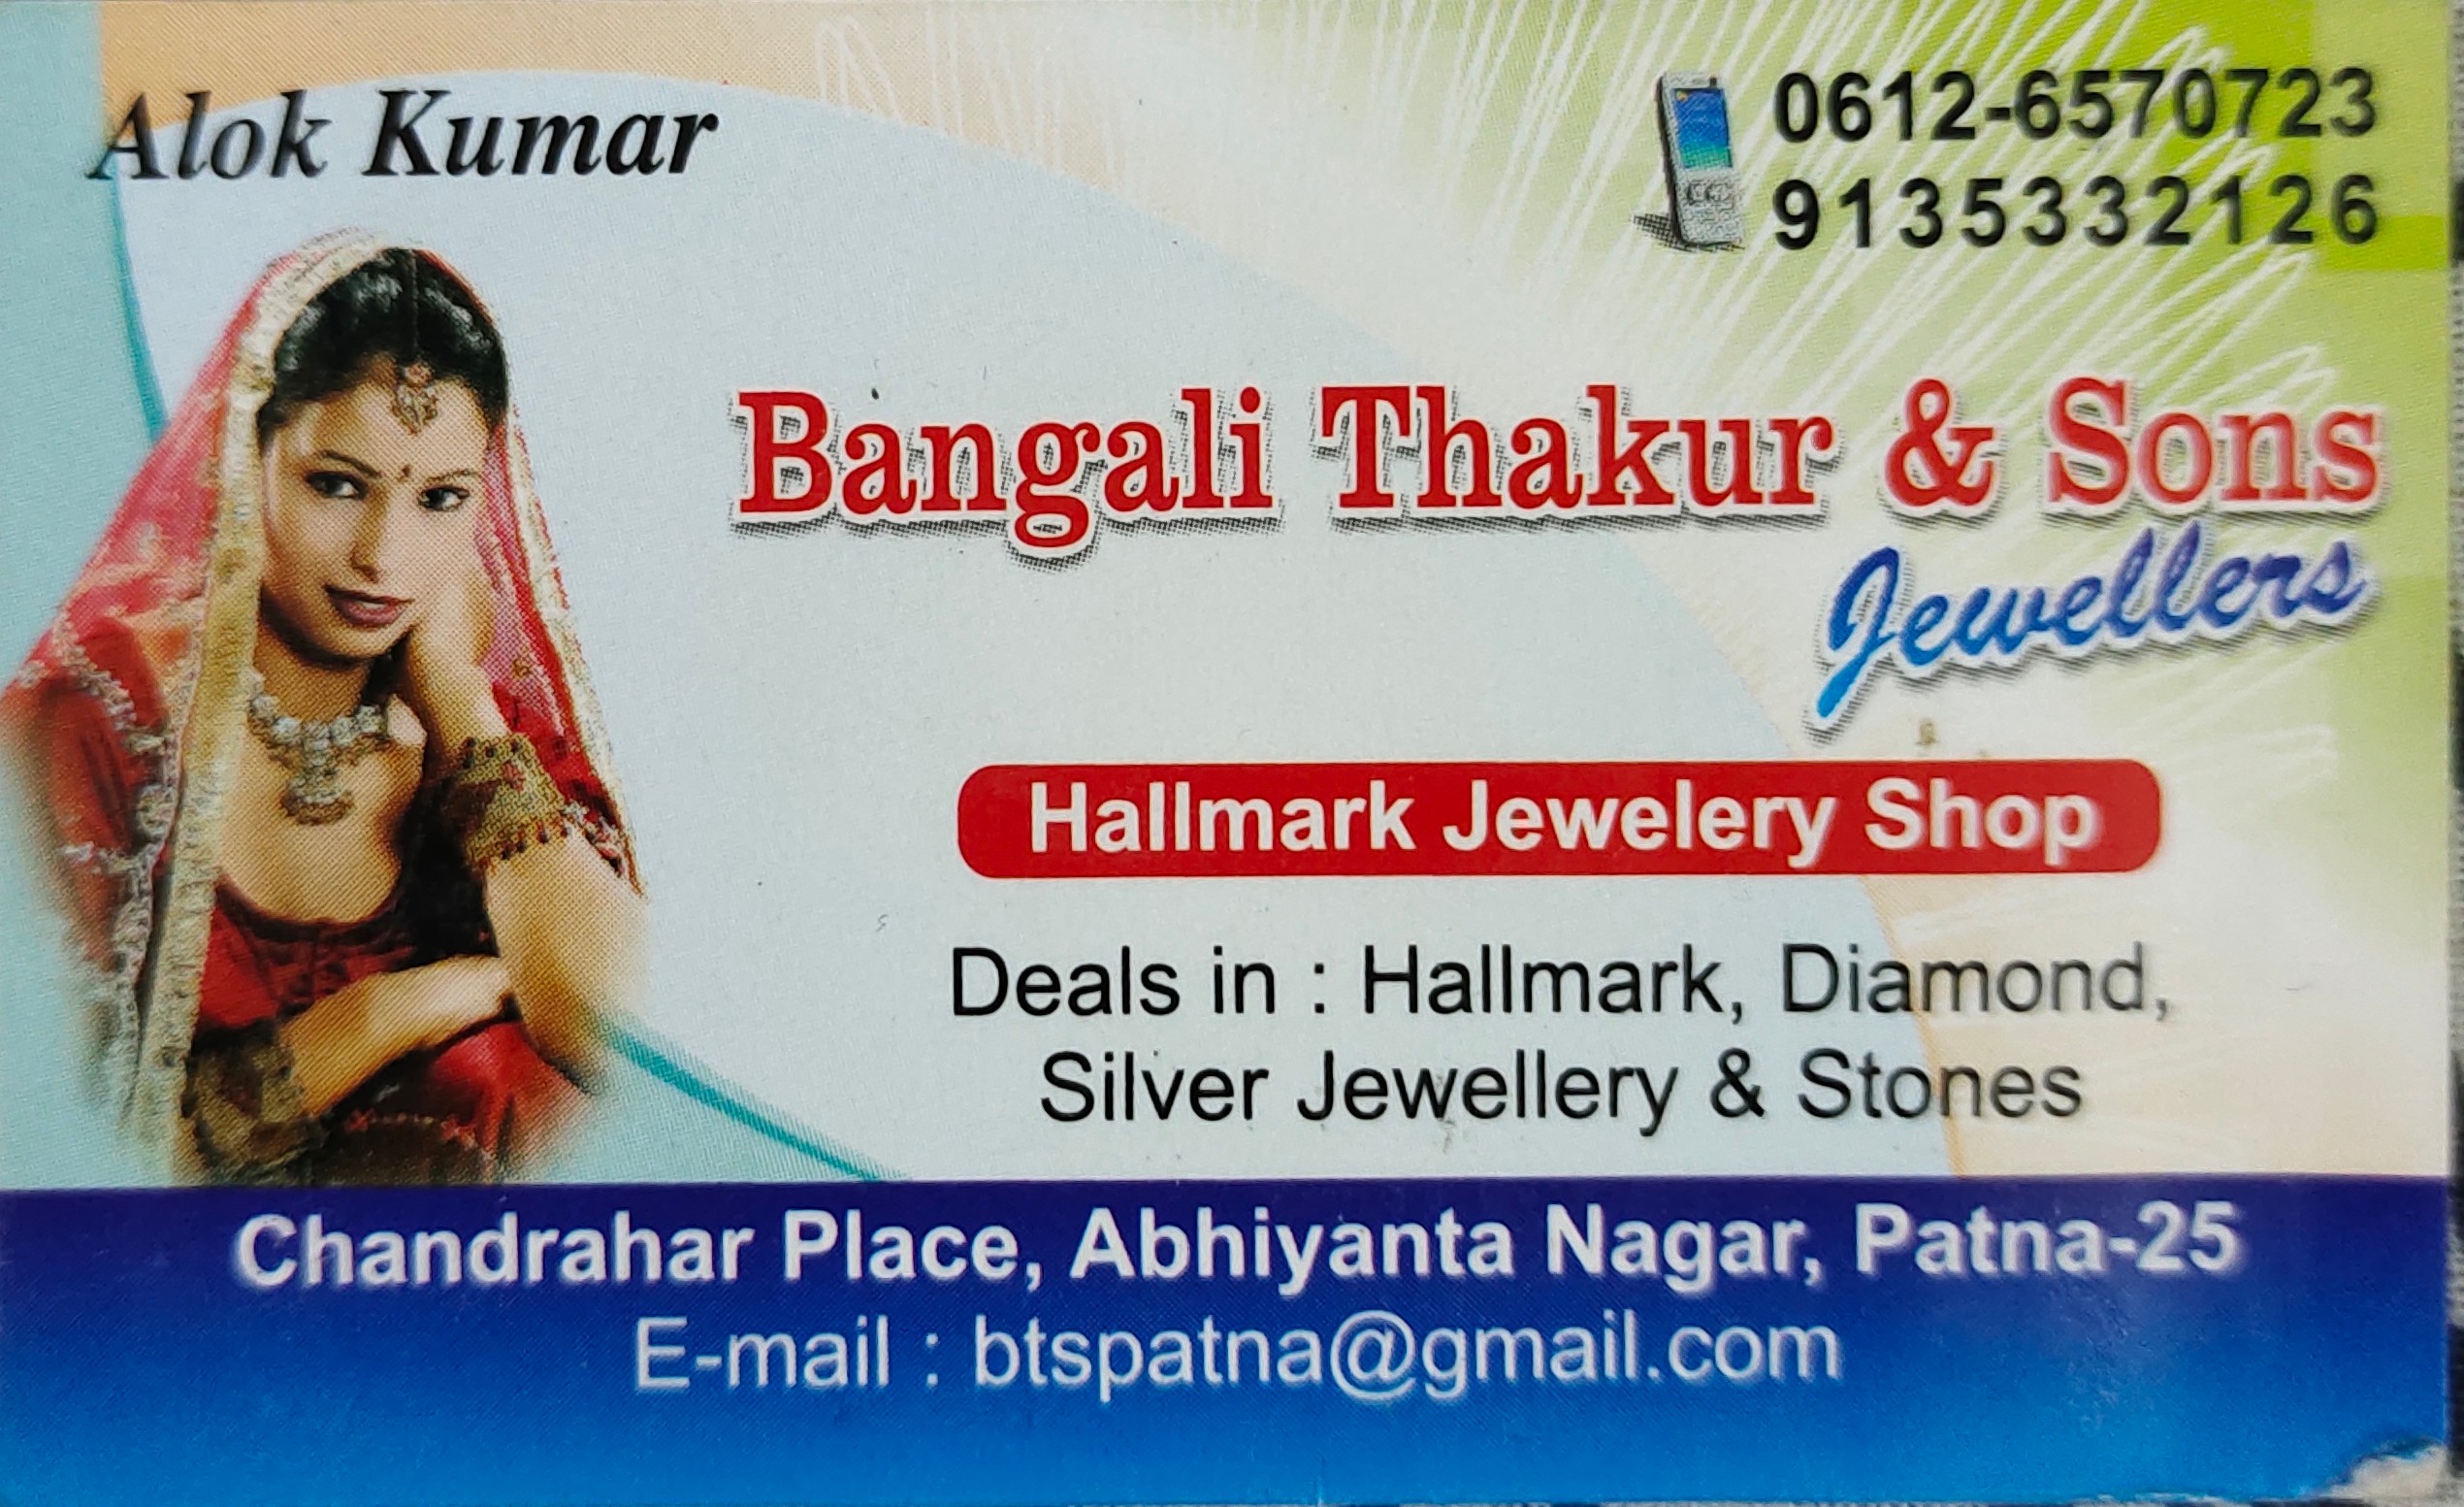 Alok Kumar
0612-6570723
9135332126
Bangali Thakur & Sons
Jewellers
Hallmark Jewelery Shop
Deals in : Hallmark, Diamond,
Silver Jewellery & Stones
Chandrahar Place, Abhiyanta Nagar, Patna-25
E-mail : btspatna@gmail.com